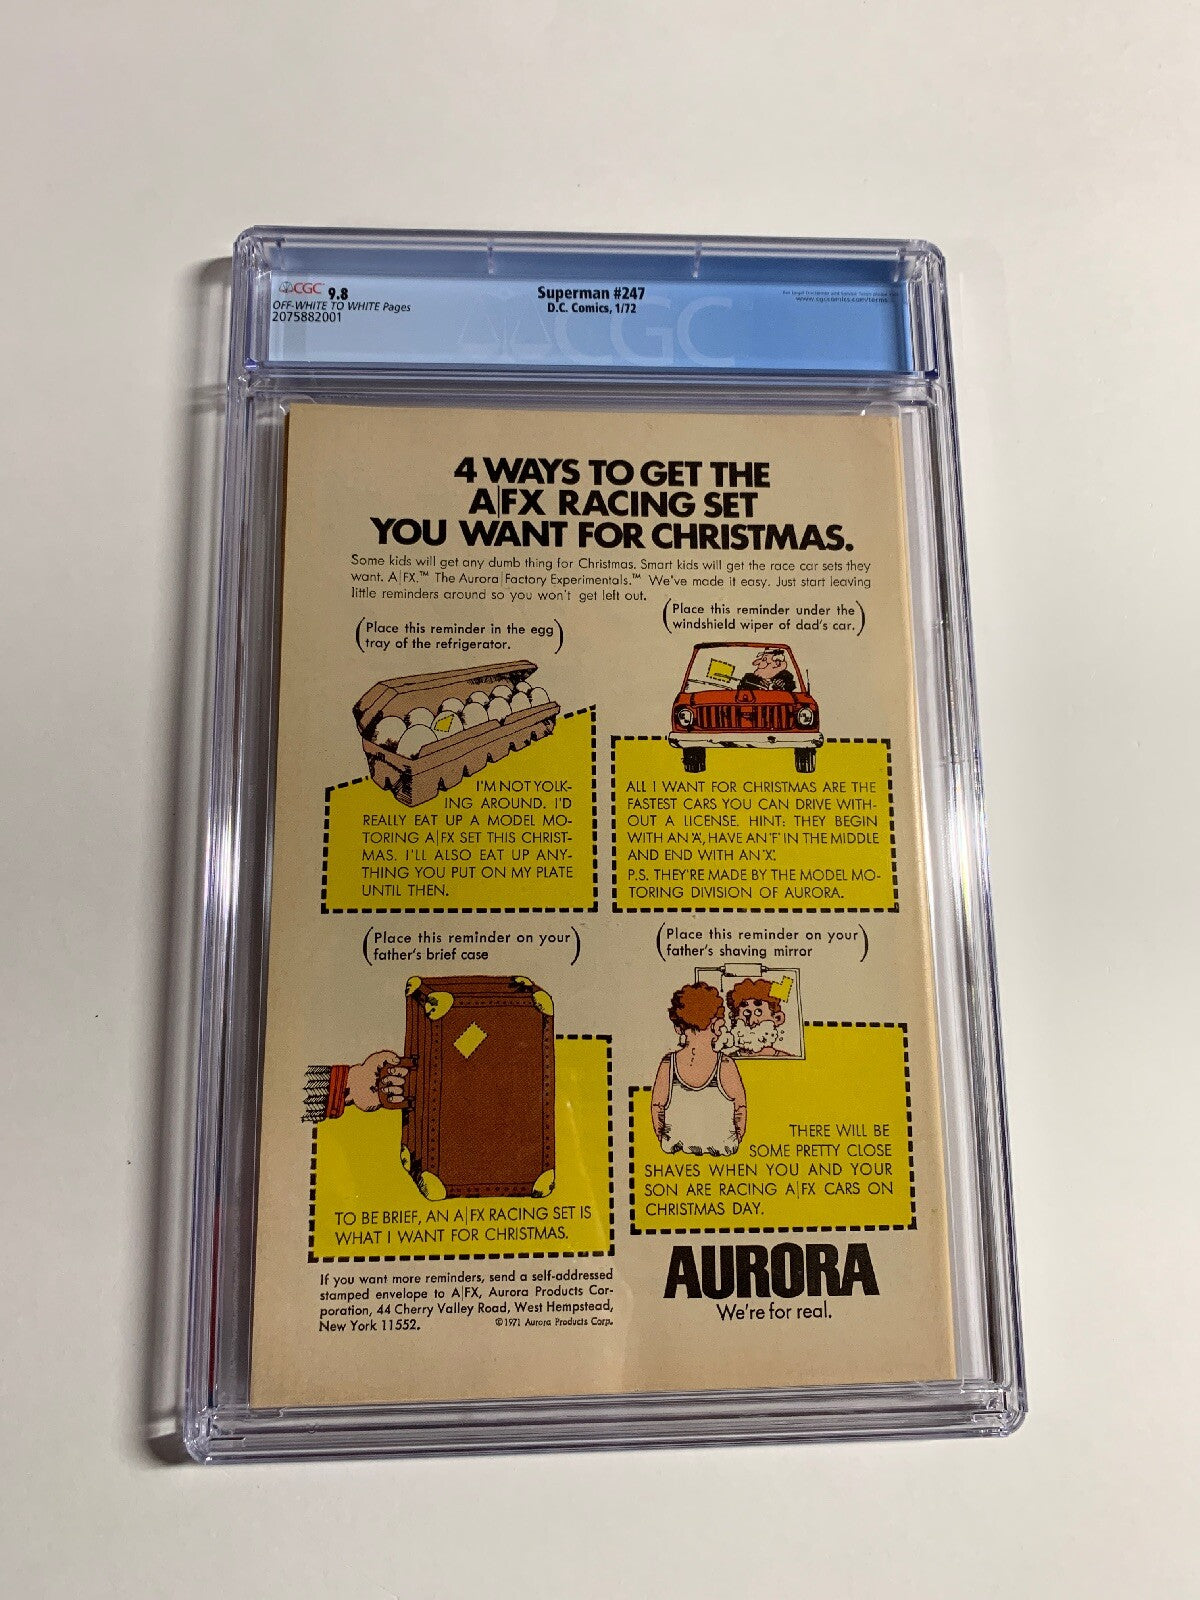 CGC 9.8
OFF-WHITE TO WHITE Pages
2075882001
Superman #247
D.C. Comics, 1/72
www.cgccomics.com/terms
CGC
4 WAYS TO GET THE
A|FX RACING SET
YOU WANT FOR CHRISTMAS.
Some kids will get any dumb thing for Christmas. Smart kids will get the race car sets they
want. A|FX.™ The Aurora|Factory Experimentals.™ We've made it easy. Just start leaving
little reminders around so you won't get left out.
(Place this reminder in the egg
tray of the refrigerator.)
(Place this reminder under the
windshield wiper of dad's car.)
I'M NOT YOLK-
ING AROUND. I'D
REALLY EAT UP A MODEL MO-
TORING A|FX SET THIS CHRIST-
MAS. I'LL ALSO EAT UP ANY-
THING YOU PUT ON MY PLATE
UNTIL THEN.
ALL I WANT FOR CHRISTMAS ARE THE
FASTEST CARS YOU CAN DRIVE WITH-
OUT A LICENSE. HINT: THEY BEGIN
WITH AN 'A', HAVE AN 'F' IN THE MIDDLE
AND END WITH AN 'X'.
P.S. THEY'RE MADE BY THE MODEL MO-
TORING DIVISION OF AURORA.
(Place this reminder on your
father's brief case)
(Place this reminder on your
father's shaving mirror)
TO BE BRIEF, AN A|FX RACING SET IS
WHAT I WANT FOR CHRISTMAS.
THERE WILL BE
SOME PRETTY CLOSE
SHAVES WHEN YOU AND YOUR
SON ARE RACING A|FX CARS ON
CHRISTMAS DAY.
If you want more reminders, send a self-addressed
stamped envelope to A|FX, Aurora Products Cor-
poration, 44 Cherry Valley Road, West Hempstead,
New York 11552.
©1971 Aurora Products Corp.
AURORA
We're for real.